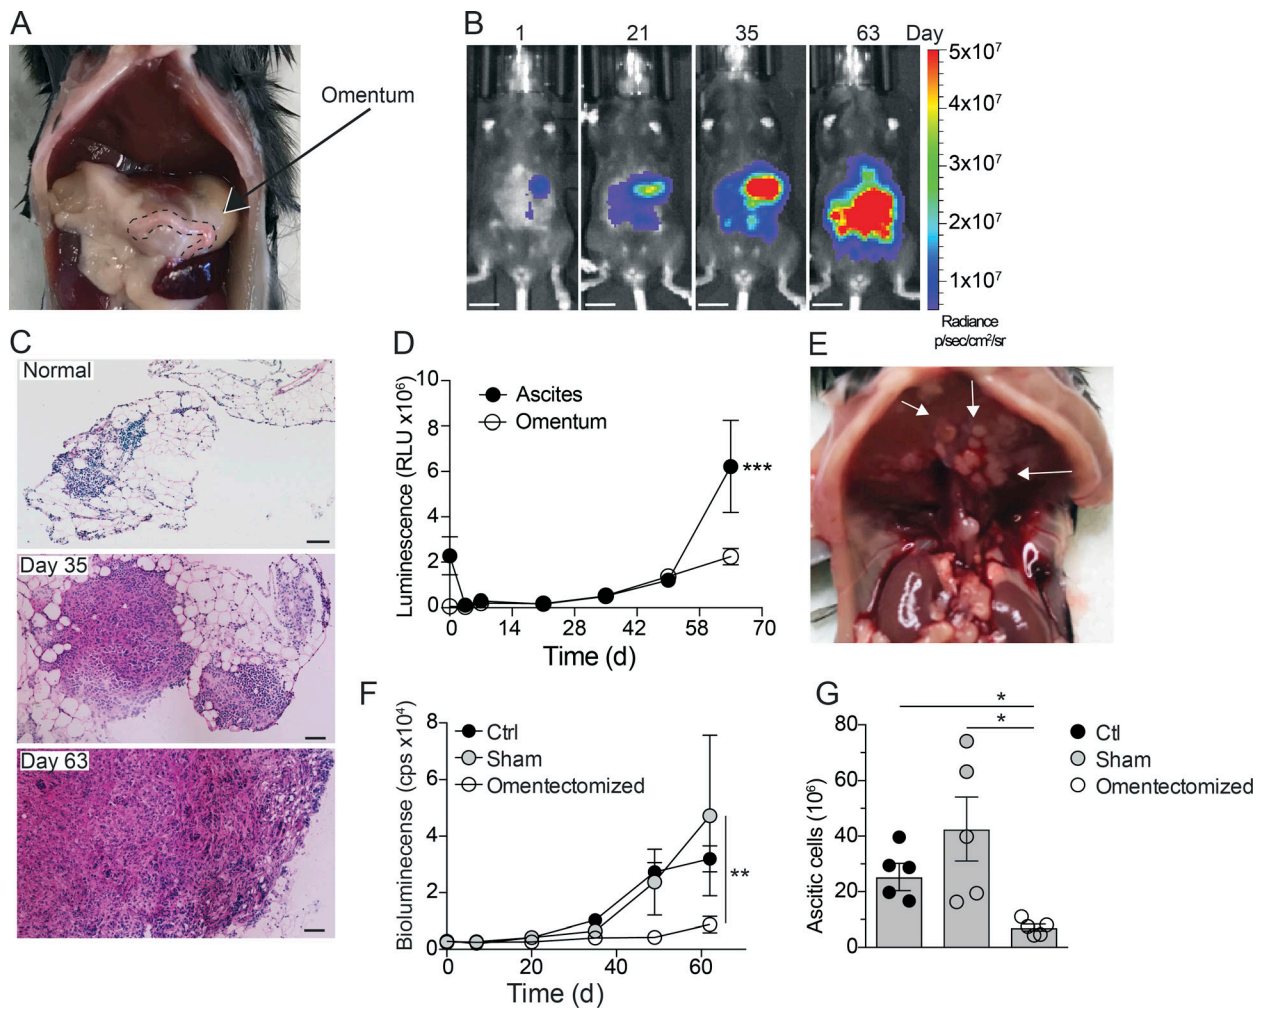 A
Omentum
B
1 21 35 63 Day
5x10⁷
4x10⁷
3x10⁷
2x10⁷
1x10⁷
Radiance
p/sec/cm²/sr
C
Normal
Day 35
Day 63
D
Luminescence (RLU x10⁶)
10
8
6
4
2
0
Ascites
Omentum
***
0 14 28 42 58 70
Time (d)
E
F
Bioluminecense (cps x10⁴)
8
6
4
2
0
Ctrl
Sham
Omentectomized
**
0 20 40 60
Time (d)
G
Ascitic cells (10⁶)
80
60
40
20
0
*
*
Ctl
Sham
Omentectomized